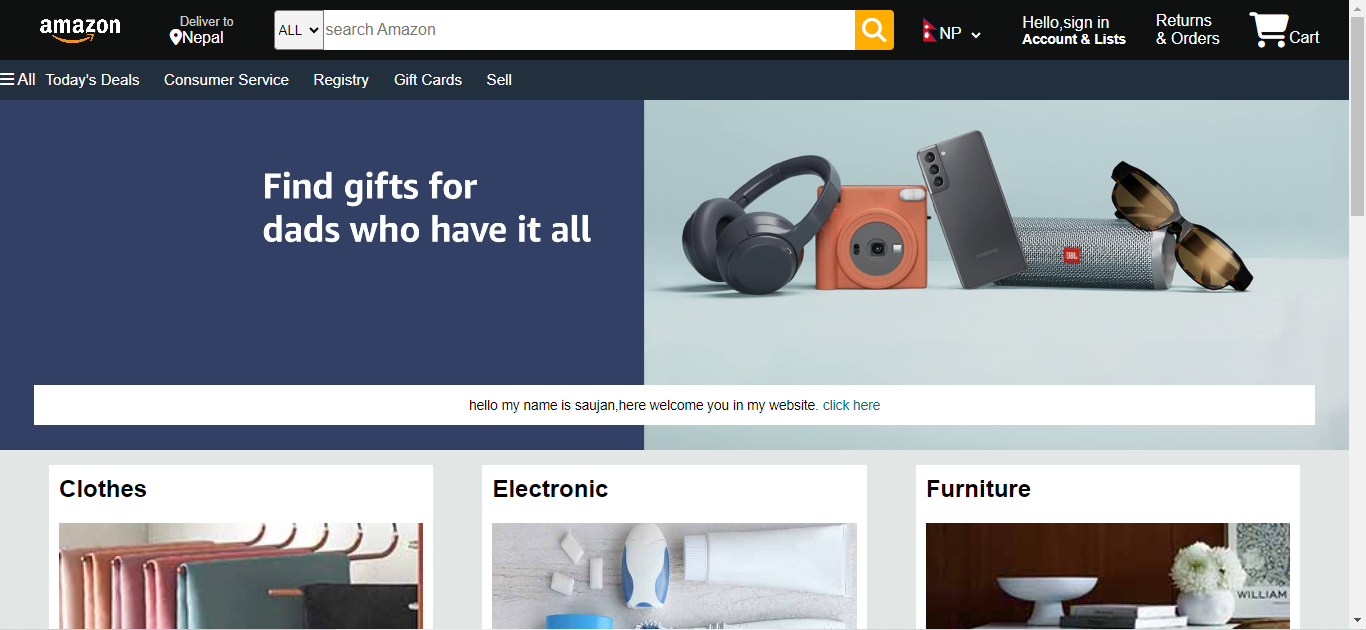 amazon
Deliver to
Nepal
ALL
search Amazon
NP
Hello,sign in
Account & Lists
Returns
& Orders
Cart
All
Today's Deals
Consumer Service
Registry
Gift Cards
Sell
Find gifts for
dads who have it all
SAMSUNG
JBL
hello my name is saujan,here welcome you in my website. click here
Clothes
Electronic
Furniture
WILLIAM